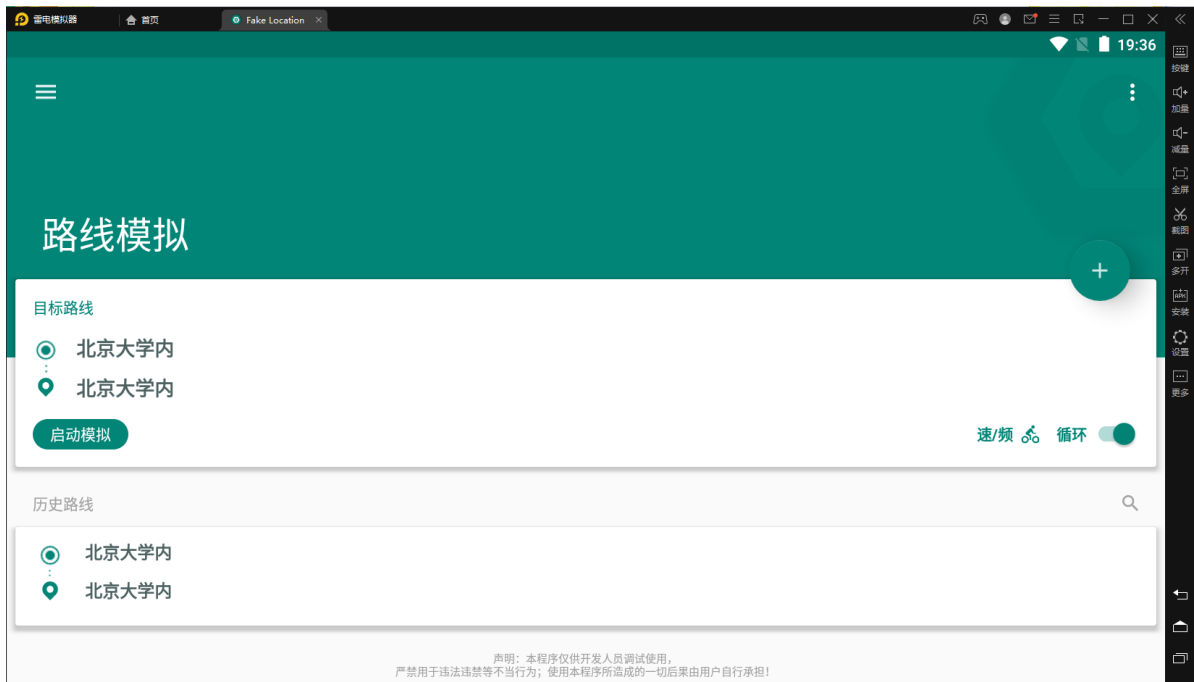 雷电模拟器 首页 Fake Location
19:36
按键
加量
减量
全屏
截图
多开
APK
安装
设置
更多
路线模拟
目标路线
北京大学内
北京大学内
启动模拟 速/频 循环
历史路线
北京大学内
北京大学内
声明：本程序仅供开发人员调试使用，
严禁用于违法违禁等不当行为；使用本程序所造成的一切后果由用户自行承担！